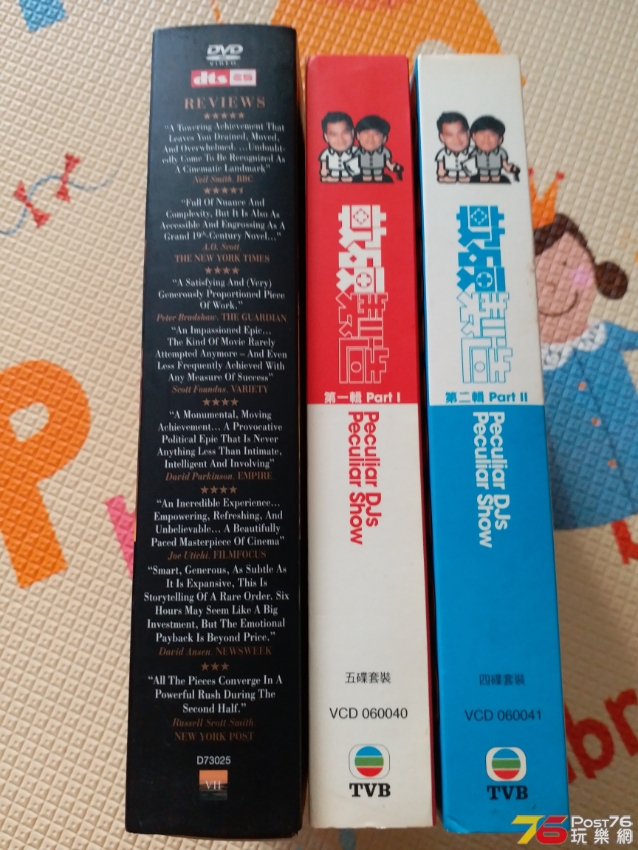 DVD
VIDEO
dts ES
REVIEWS
“A Towering Achievement That
Leaves You Drained, Moved,
And Overwhelmed. …Undoubt-
edly Come To Be Recognized As
A Cinematic Landmark”
Neil Smith, BBC
“Full Of Nuance And
Complexity, But It Is Also As
Accessible And Engrossing As A
Grand 19th-Century Novel…”
A.O. Scott,
THE NEW YORK TIMES
“A Satisfying And (Very)
Generously Proportioned Piece
Of Work.”
Peter Bradshaw, THE GUARDIAN
“An Impassioned Epic…
The Kind Of Movie Rarely
Attempted Anymore – And Even
Less Frequently Achieved With
Any Measure Of Success”
Scott Foundas, VARIETY
“A Monumental, Moving
Achievement… A Provocative
Political Epic That Is Never
Anything Less Than Intimate,
Intelligent And Involving”
David Parkinson, EMPIRE
“An Incredible Experience…
Empowering, Refreshing, And
Unbelievable… A Beautifully
Paced Masterpiece Of Cinema”
Joe Utichi, FILMFOCUS
“Smart, Generous, As Subtle As
It Is Expansive, This Is
Storytelling Of A Rare Order. Six
Hours May Seem Like A Big
Investment, But The Emotional
Payback Is Beyond Price.”
David Ansen, NEWSWEEK
“All The Pieces Converge In A
Powerful Rush During The
Second Half.”
Russell Scott Smith
NEW YORK POST
D73025
VII
軟硬製造
第一輯 Part I
Peculiar DJs
Peculiar Show
五碟套裝
VCD 060040
TVB
軟硬製造
第二輯 Part II
Peculiar DJs
Peculiar Show
四碟套裝
VCD 060041
TVB
76 Post76
玩樂網